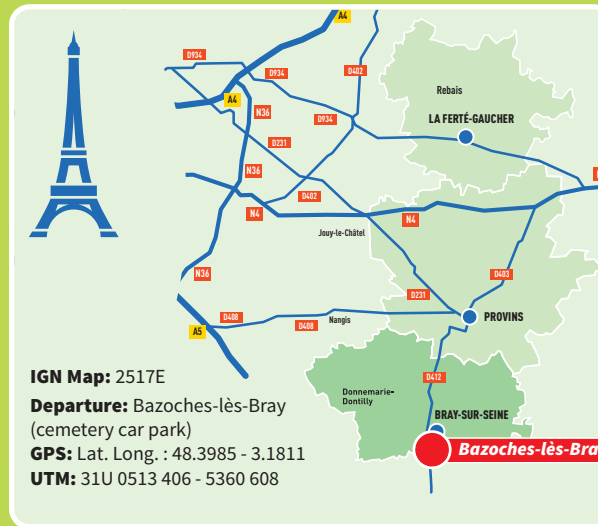 A4
D934
D934
D402
A4
Rebais
N36
D934
LA FERTÉ-GAUCHER
D231
N36
D402
N4
N4
Jouy-le-Châtel
N36
D403
D231
D408
D408
Nangis
PROVINS
A5
D412
Donnemarie-
Dontilly
BRAY-SUR-SEINE
Bazoches-lès-Bra
IGN Map: 2517E
Departure: Bazoches-lès-Bray
(cemetery car park)
GPS: Lat. Long. : 48.3985 - 3.1811
UTM: 31U 0513 406 - 5360 608